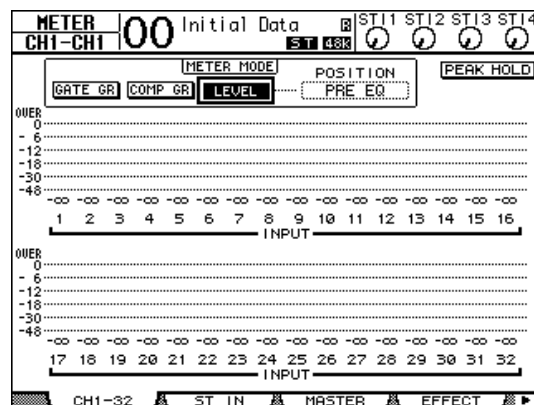 METER
CH1-CH1
00 Initial Data
R
ST 48K
STI1 STI2 STI3 STI4
METER MODE
GATE GR COMP GR LEVEL
POSITION
PRE EQ
PEAK HOLD
OVER
0
- 6
-12
-18
-30
-48
-∞ -∞ -∞ -∞ -∞ -∞ -∞ -∞ -∞ -∞ -∞ -∞ -∞ -∞ -∞ -∞
1 2 3 4 5 6 7 8 9 10 11 12 13 14 15 16
INPUT
OVER
0
- 6
-12
-18
-30
-48
-∞ -∞ -∞ -∞ -∞ -∞ -∞ -∞ -∞ -∞ -∞ -∞ -∞ -∞ -∞ -∞
17 18 19 20 21 22 23 24 25 26 27 28 29 30 31 32
INPUT
CH1-32 ST IN MASTER EFFECT